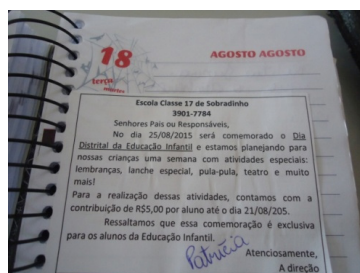 18
AGOSTO AGOSTO
terça
martes
Escola Classe 17 de Sobradinho
3901-7784
Senhores Pais ou Responsáveis,
No dia 25/08/2015 será comemorado o Dia
Distrital da Educação Infantil e estamos planejando para
nossas crianças uma semana com atividades especiais:
lembranças, lanche especial, pula-pula, teatro e muito
mais!
Para a realização dessas atividades, contamos com a
contribuição de R$5,00 por aluno até o dia 21/08/205.
Ressaltamos que essa comemoração é exclusiva
para os alunos da Educação Infantil.
Patrícia
Atenciosamente,
A direção